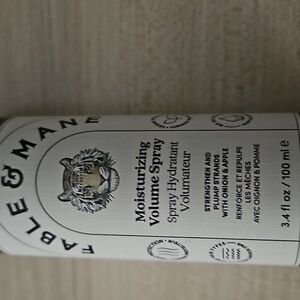 FABLE & MANE
Moisturizing
Volume Spray
Spray Hydratant
Volumateur
STRENGTHEN AND
PLUMP STRANDS
WITH ONION & APPLE
RENFORCE ET REPULPE
LES MÈCHES
AVEC OIGNON & POMME
3.4 fl oz / 100 ml e